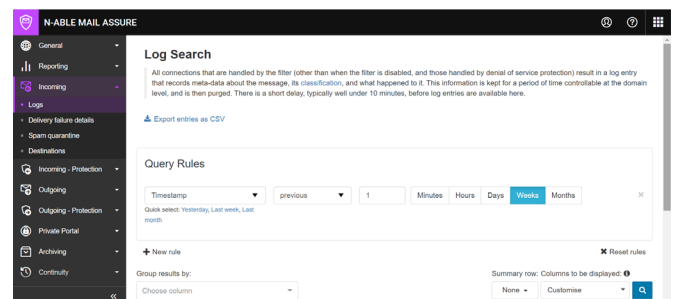 N-ABLE MAIL ASSURE
General
Reporting
Incoming
Logs
Delivery failure details
Spam quarantine
Destinations
Incoming - Protection
Outgoing
Outgoing - Protection
Private Portal
Archiving
Continuity
Log Search
All connections that are handled by the filter (other than when the filter is disabled, and those handled by denial of service protection) result in a log entry
that records meta-data about the message, its classification, and what happened to it. This information is kept for a period of time controllable at the domain
level, and is then purged. There is a short delay, typically well under 10 minutes, before log entries are available here.
Export entries as CSV
Query Rules
Timestamp previous 1 Minutes Hours Days Weeks Months
Quick select: Yesterday, Last week, Last
month
New rule Reset rules
Group results by: Summary row: Columns to be displayed:
Choose column None Customise